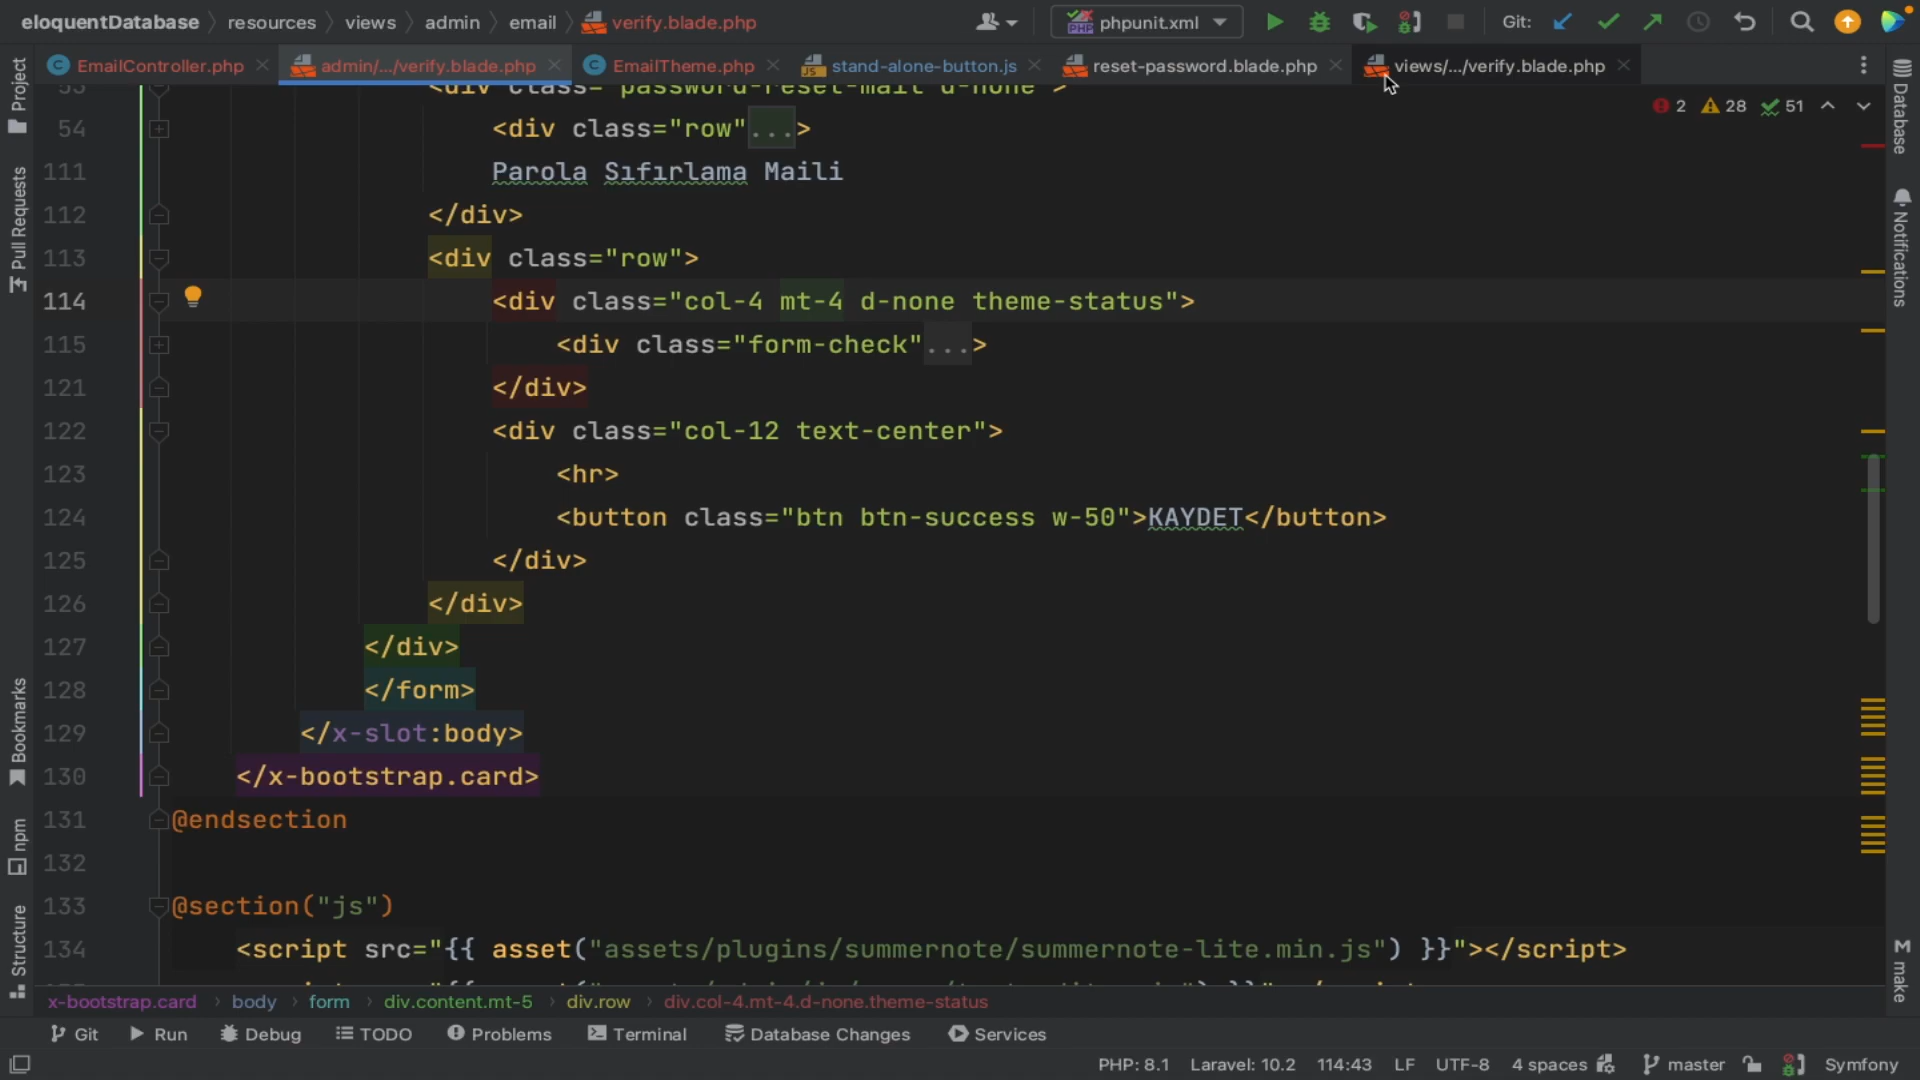 eloquentDatabase resources views admin email verify.blade.php phpunit.xml Git:
EmailController.php admin/.../verify.blade.php EmailTheme.php stand-alone-button.js reset-password.blade.php views/.../verify.blade.php
53 <div class="password-reset-mail d-none">
2 28 51
54 <div class="row"...>
111 Parola Sıfırlama Maili
112 </div>
113 <div class="row">
114 <div class="col-4 mt-4 d-none theme-status">
115 <div class="form-check"...>
121 </div>
122 <div class="col-12 text-center">
123 <hr>
124 <button class="btn btn-success w-50">KAYDET</button>
125 </div>
126 </div>
127 </div>
128 </form>
129 </x-slot:body>
130 </x-bootstrap.card>
131 @endsection
132
133 @section("js")
134 <script src="{{ asset("assets/plugins/summernote/summernote-lite.min.js") }}"></script>
Project
Pull Requests
Bookmarks
npm
Structure
Database
Notifications
make
x-bootstrap.card body form div.content.mt-5 div.row div.col-4.mt-4.d-none.theme-status
Git Run Debug TODO Problems Terminal Database Changes Services
PHP: 8.1 Laravel: 10.2 114:43 LF UTF-8 4 spaces master Symfony